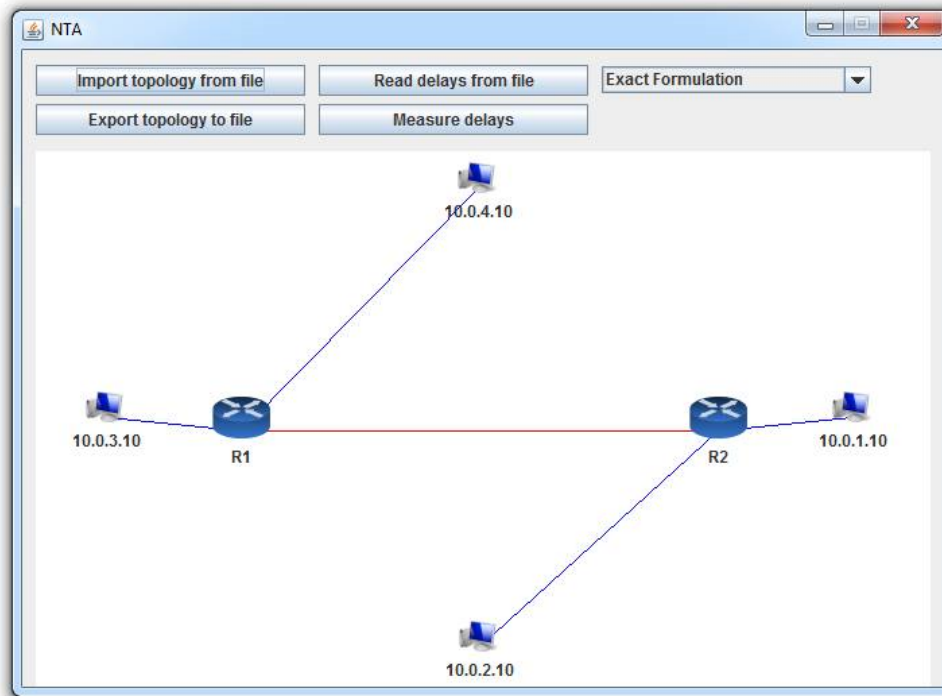 NTA
Import topology from file
Read delays from file
Exact Formulation
Export topology to file
Measure delays
10.0.4.10
10.0.3.10
R1
R2
10.0.1.10
10.0.2.10